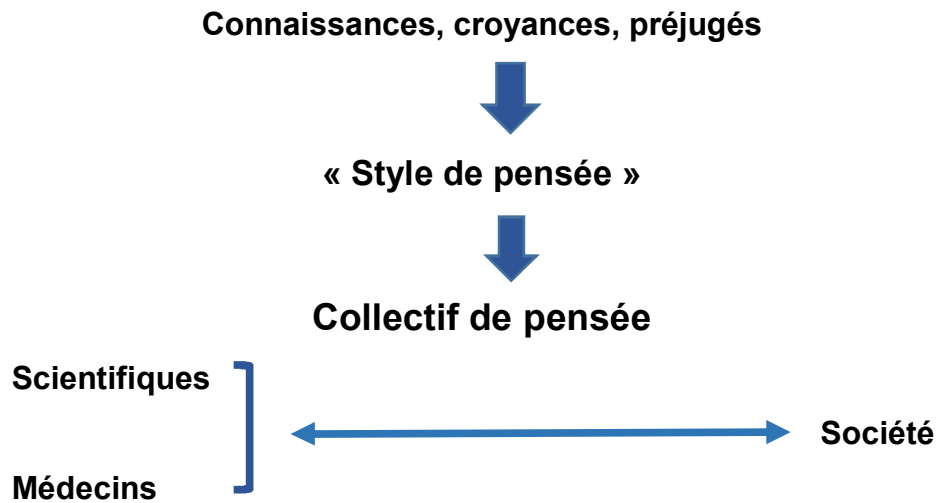 Connaissances, croyances, préjugés
« Style de pensée »
Collectif de pensée
Scientifiques
Société
Médecins